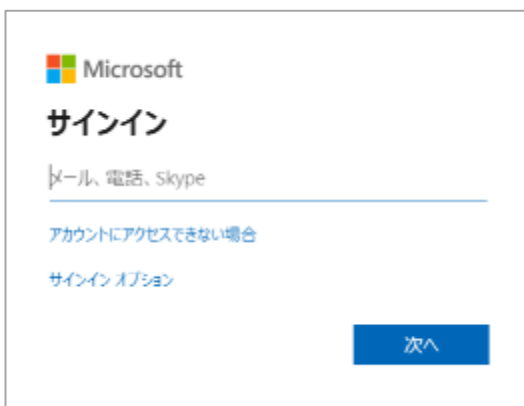 Microsoft
サインイン
メール、電話、Skype
アカウントにアクセスできない場合
サインイン オプション
次へ